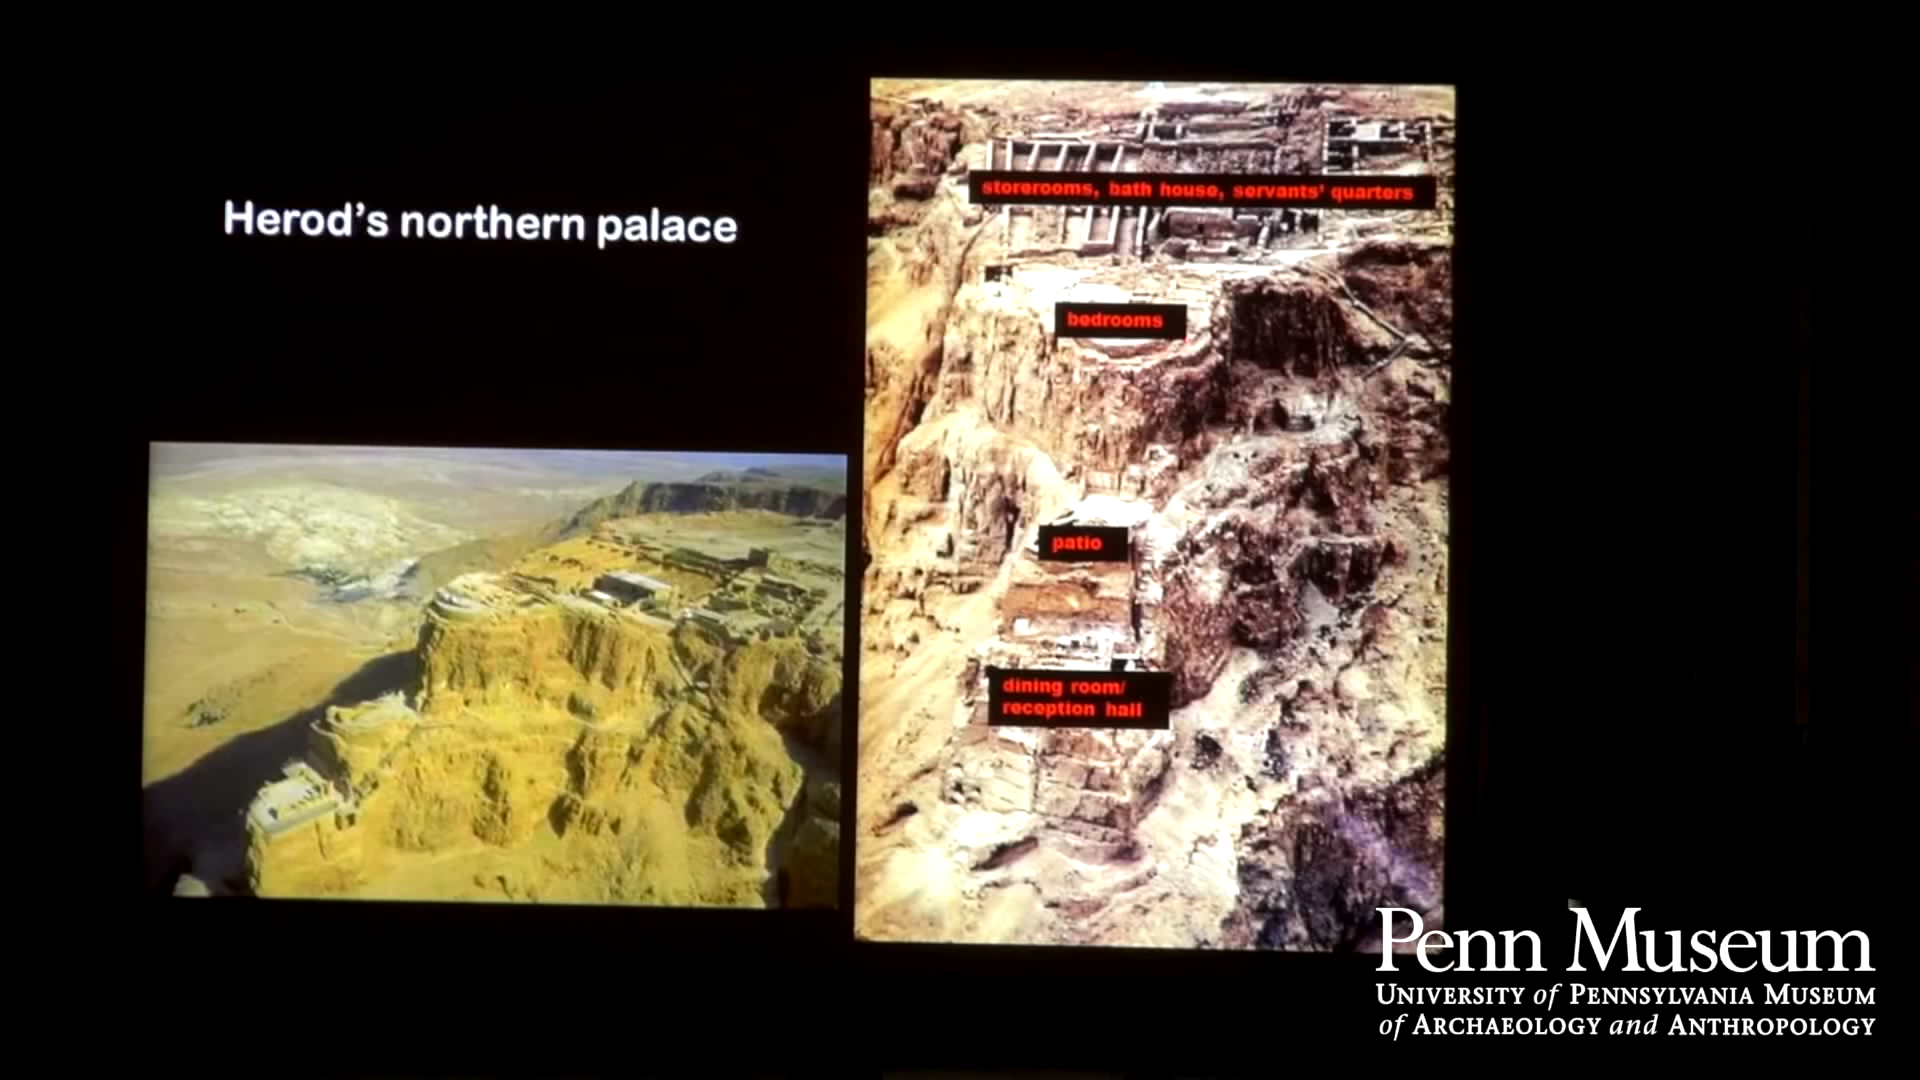 Herod's northern palace
storerooms, bath house, servants' quarters
bedrooms
patio
dining room/
reception hall
Penn Museum
UNIVERSITY of PENNSYLVANIA MUSEUM
of ARCHAEOLOGY and ANTHROPOLOGY